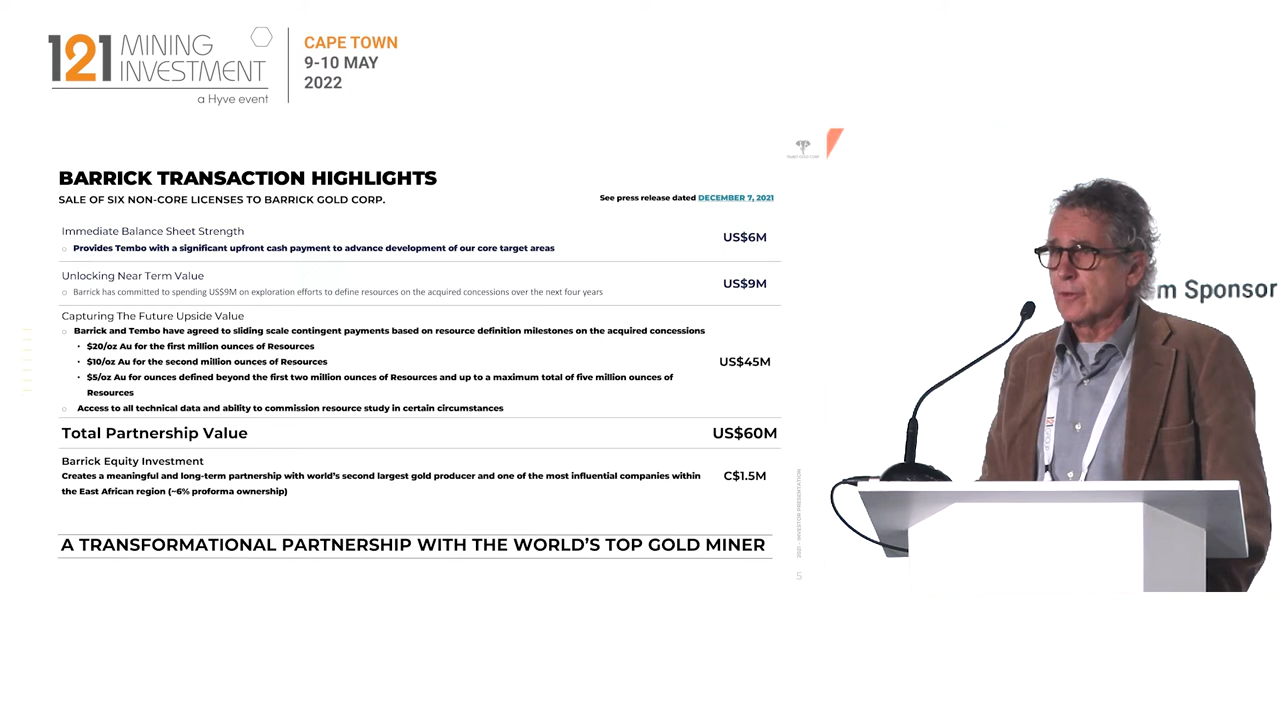 121 MINING INVESTMENT
a Hyve event
CAPE TOWN
9-10 MAY
2022
TEMBO GOLD CORP
BARRICK TRANSACTION HIGHLIGHTS
SALE OF SIX NON-CORE LICENSES TO BARRICK GOLD CORP.
See press release dated DECEMBER 7, 2021
Immediate Balance Sheet Strength
Provides Tembo with a significant upfront cash payment to advance development of our core target areas
US$6M
Unlocking Near Term Value
Barrick has committed to spending US$9M on exploration efforts to define resources on the acquired concessions over the next four years
US$9M
Capturing The Future Upside Value
Barrick and Tembo have agreed to sliding scale contingent payments based on resource definition milestones on the acquired concessions
• $20/oz Au for the first million ounces of Resources
• $10/oz Au for the second million ounces of Resources
• $5/oz Au for ounces defined beyond the first two million ounces of Resources and up to a maximum total of five million ounces of
Resources
Access to all technical data and ability to commission resource study in certain circumstances
US$45M
Total Partnership Value
US$60M
Barrick Equity Investment
Creates a meaningful and long-term partnership with world's second largest gold producer and one of the most influential companies within
the East African region (~6% proforma ownership)
C$1.5M
A TRANSFORMATIONAL PARTNERSHIP WITH THE WORLD'S TOP GOLD MINER
2021 - INVESTOR PRESENTATION
5
m Sponsor
121